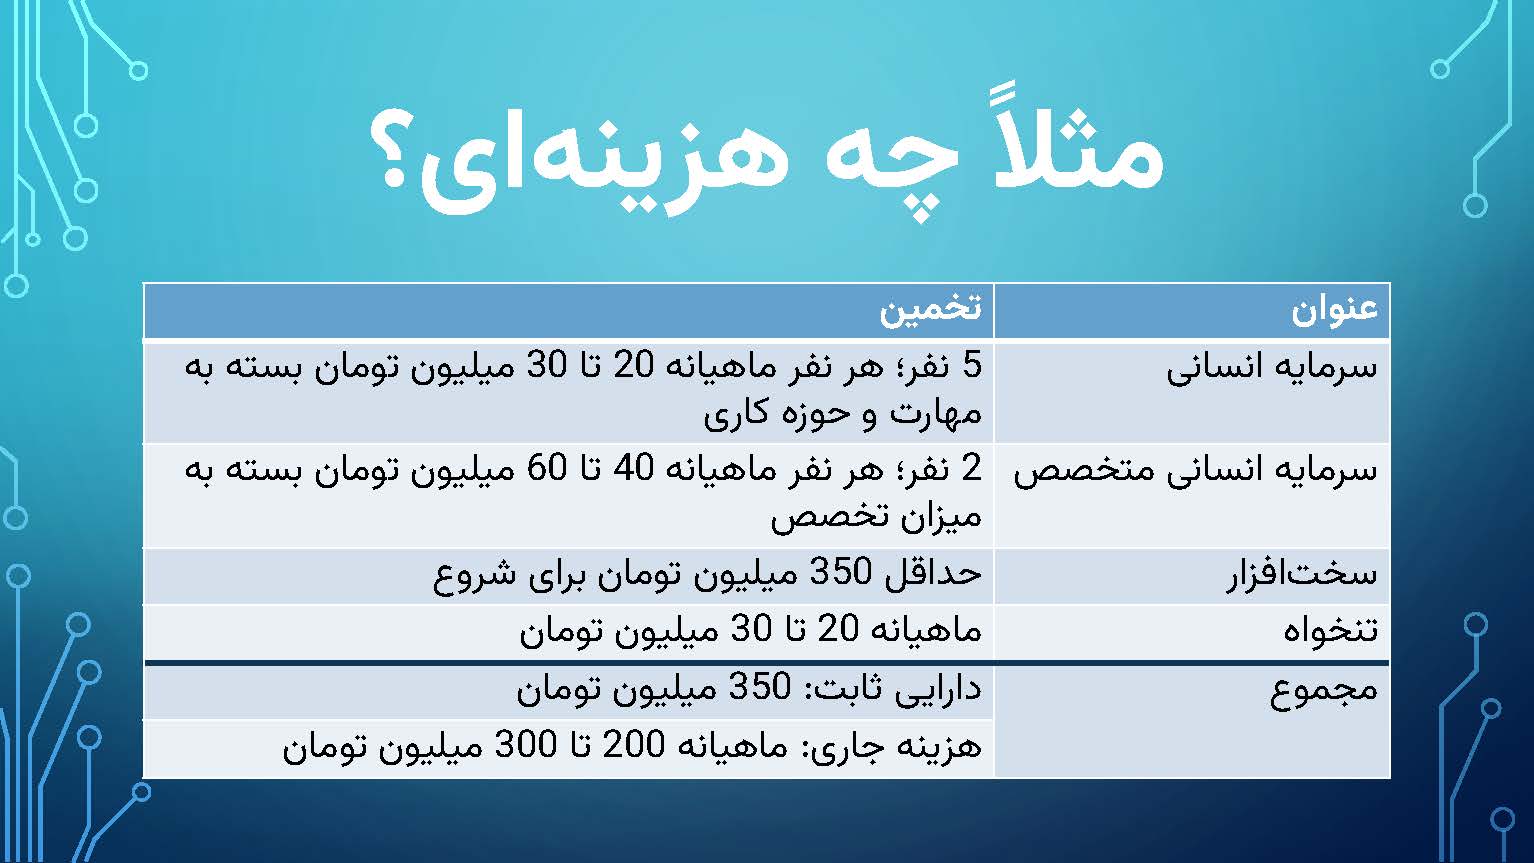 مثلاً چه هزینه‌ای؟
عنوان
تخمین
سرمایه انسانی
5 نفر؛ هر نفر ماهیانه 20 تا 30 میلیون تومان بسته به
مهارت و حوزه کاری
سرمایه انسانی متخصص
2 نفر؛ هر نفر ماهیانه 40 تا 60 میلیون تومان بسته به
میزان تخصص
سخت‌افزار
حداقل 350 میلیون تومان برای شروع
تنخواه
ماهیانه 20 تا 30 میلیون تومان
مجموع
دارایی ثابت: 350 میلیون تومان
هزینه جاری: ماهیانه 200 تا 300 میلیون تومان